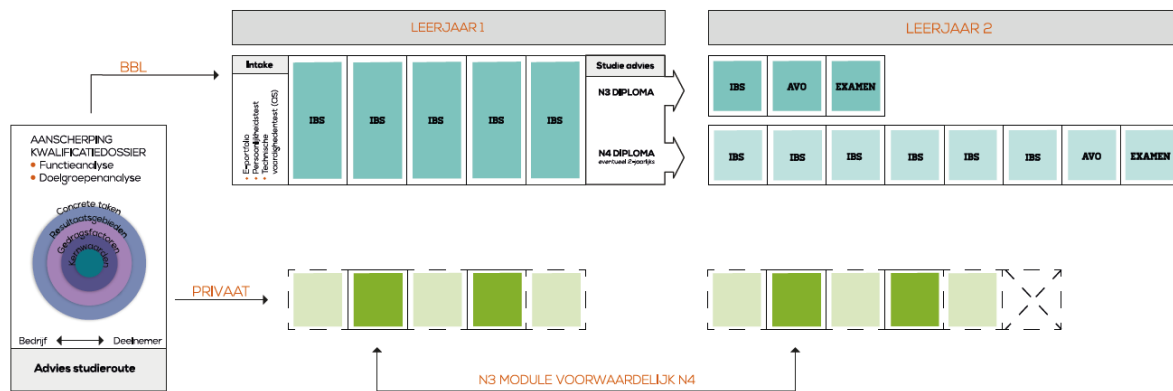 LEERJAAR 1
LEERJAAR 2
BBL
Intake
• E-portfolio
• Persoonlijkheidstest
• Technische
vaardighedentest (OS)
IBS
IBS
IBS
IBS
IBS
Studie advies
N3 DIPLOMA
N4 DIPLOMA
eventueel 2-jaarlijks
IBS
AVO
EXAMEN
IBS
IBS
IBS
IBS
IBS
IBS
AVO
EXAMEN
AANSCHERPING
KWALIFICATIEDOSSIER
• Functieanalyse
• Doelgroepenanalyse
Concrete taken
Resultaatsgebieden
Gedragsfactoren
Kernwaarden
Bedrijf
Deelnemer
Advies studieroute
PRIVAAT
N3 MODULE VOORWAARDELIJK N4